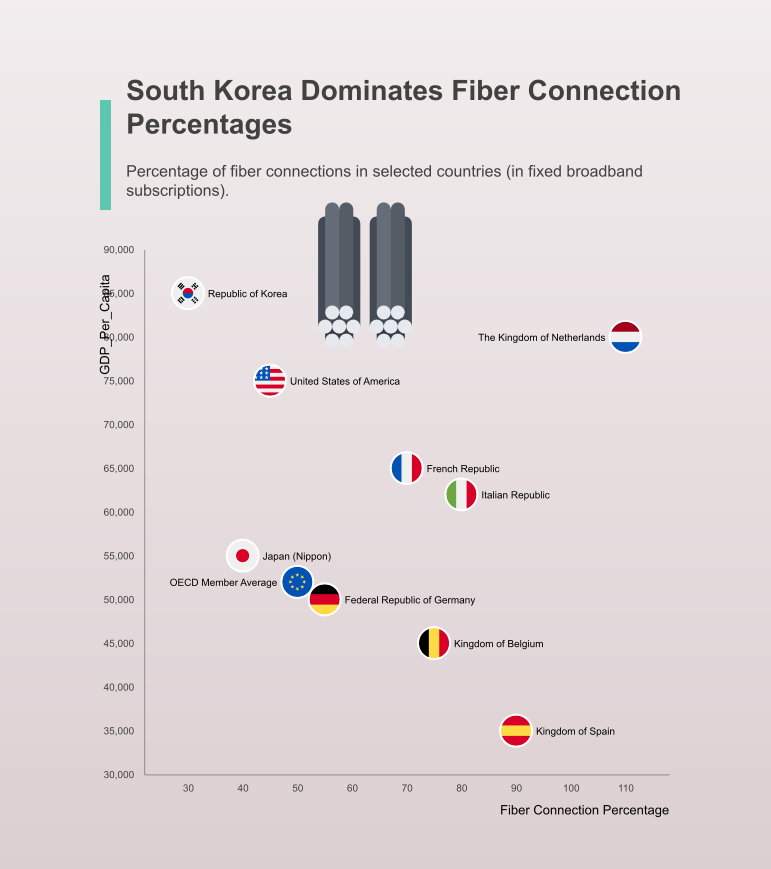 South Korea Dominates Fiber Connection
Percentages
Percentage of fiber connections in selected countries (in fixed broadband
subscriptions).
GDP_Per_Capita
90,000
85,000
80,000
75,000
70,000
65,000
60,000
55,000
50,000
45,000
40,000
35,000
30,000
Republic of Korea
The Kingdom of Netherlands
United States of America
French Republic
Italian Republic
Japan (Nippon)
OECD Member Average
Federal Republic of Germany
Kingdom of Belgium
Kingdom of Spain
30 40 50 60 70 80 90 100 110
Fiber Connection Percentage